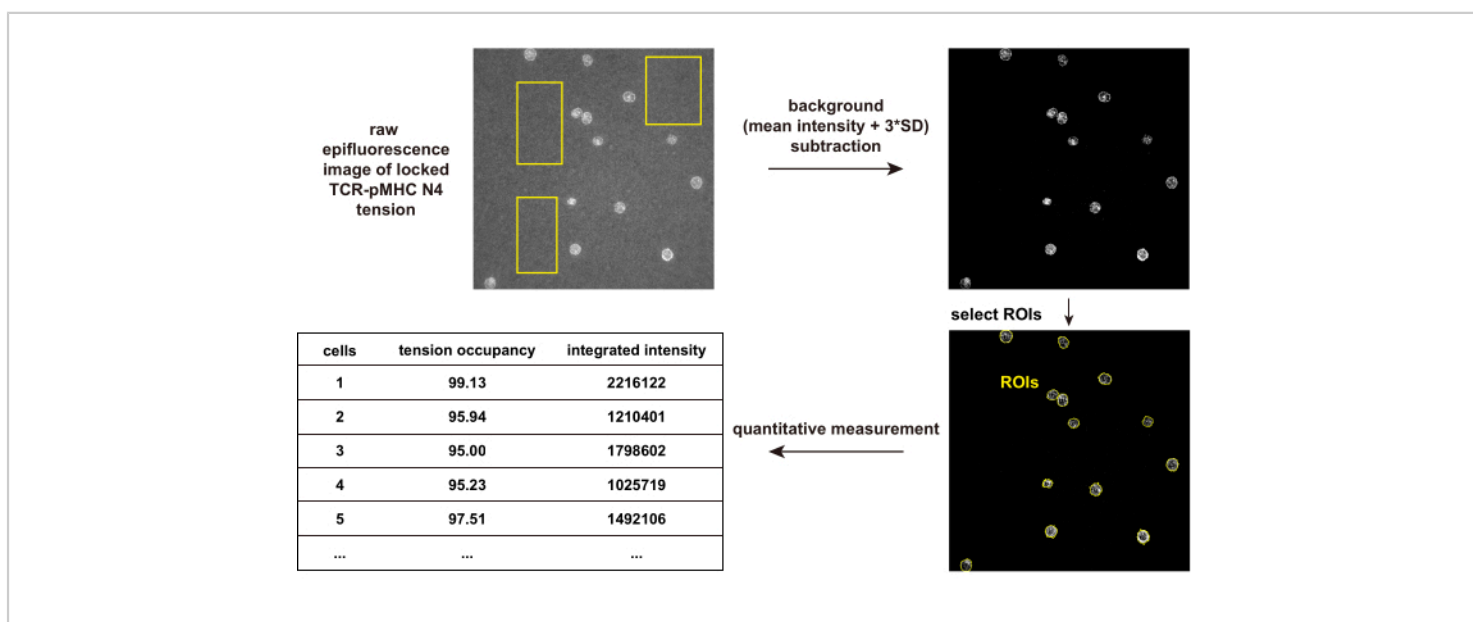 raw
epifluorescence
image of locked
TCR-pMHC N4
tension
background
(mean intensity + 3*SD)
subtraction
select ROIs
ROIs
quantitative measurement
cells tension occupancy integrated intensity
1 99.13 2216122
2 95.94 1210401
3 95.00 1798602
4 95.23 1025719
5 97.51 1492106
... ... ...